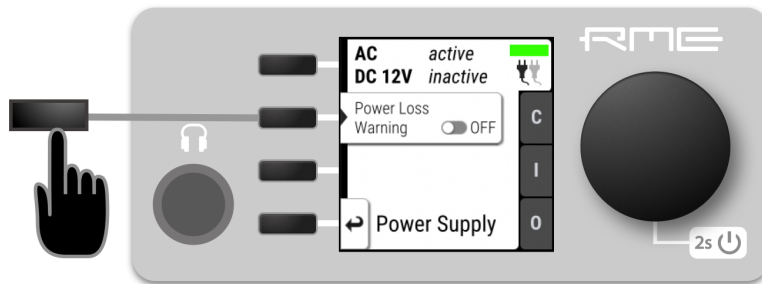 RME
AC active
DC 12V inactive
Power Loss
Warning OFF
C
I
O
Power Supply
2s